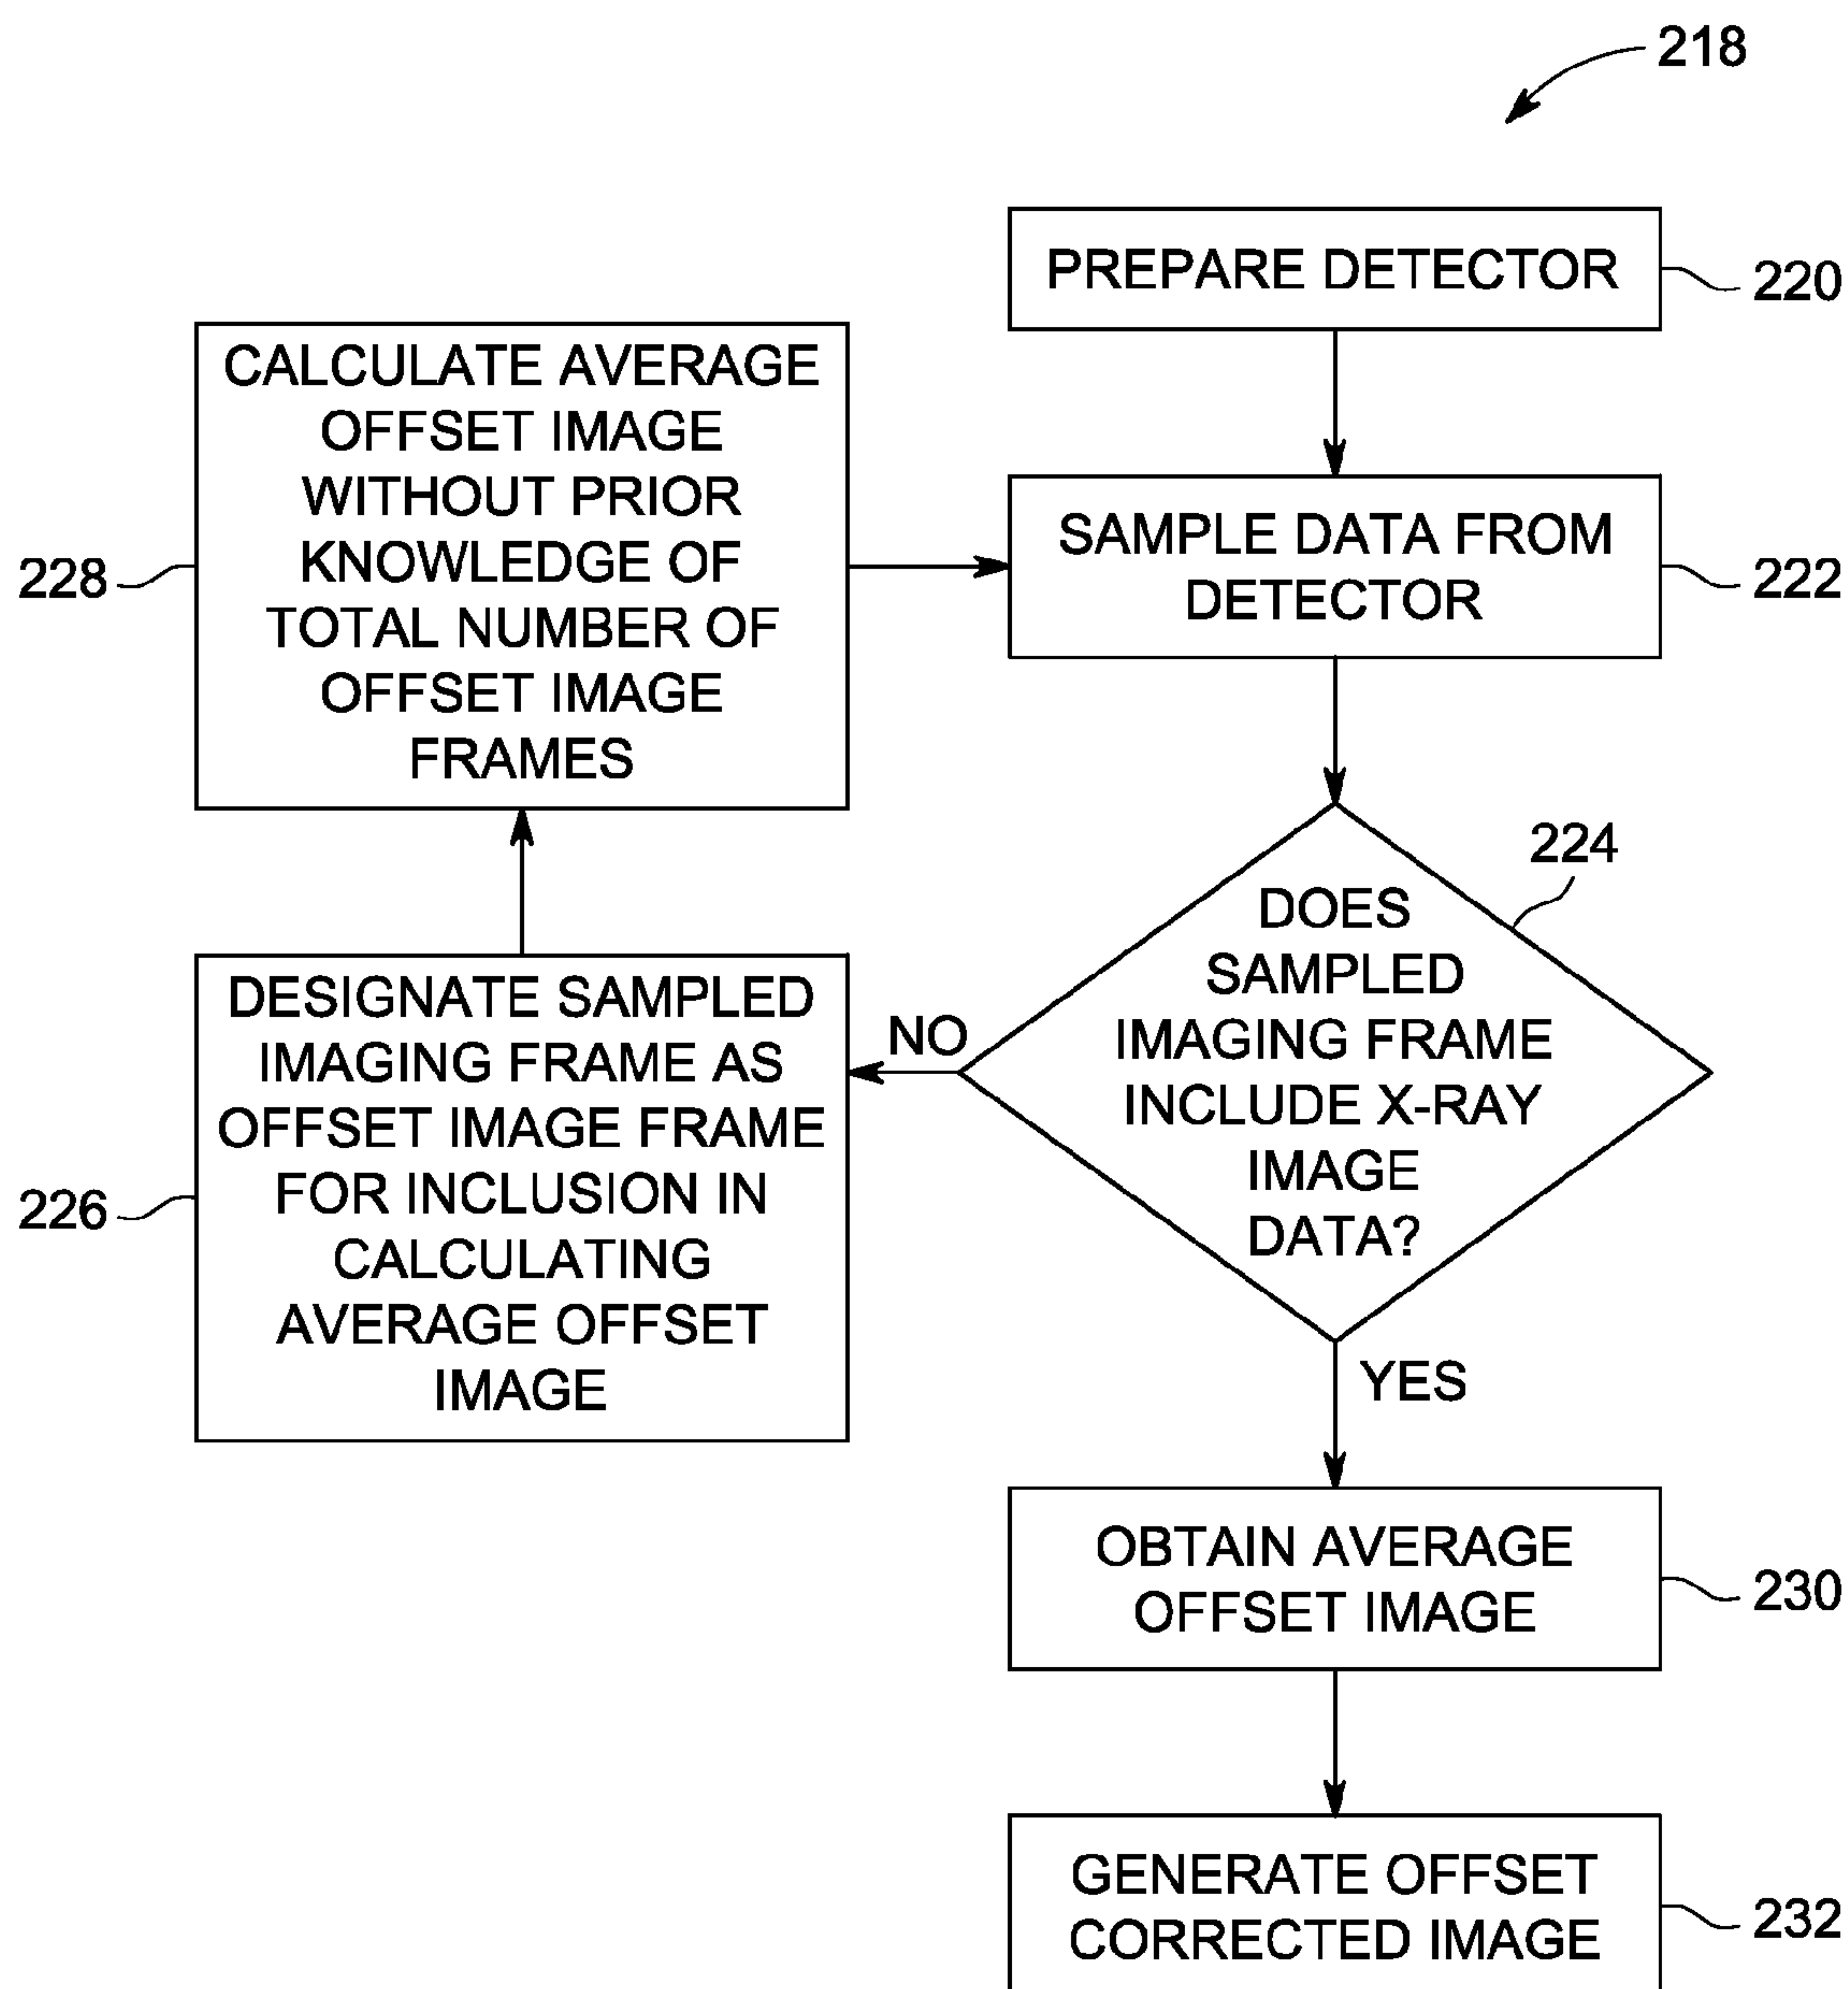 218
PREPARE DETECTOR
220
SAMPLE DATA FROM
DETECTOR
222
DOES
SAMPLED
IMAGING FRAME
INCLUDE X-RAY
IMAGE
DATA?
224
NO
DESIGNATE SAMPLED
IMAGING FRAME AS
OFFSET IMAGE FRAME
FOR INCLUSION IN
CALCULATING
AVERAGE OFFSET
IMAGE
226
CALCULATE AVERAGE
OFFSET IMAGE
WITHOUT PRIOR
KNOWLEDGE OF
TOTAL NUMBER OF
OFFSET IMAGE
FRAMES
228
YES
OBTAIN AVERAGE
OFFSET IMAGE
230
GENERATE OFFSET
CORRECTED IMAGE
232